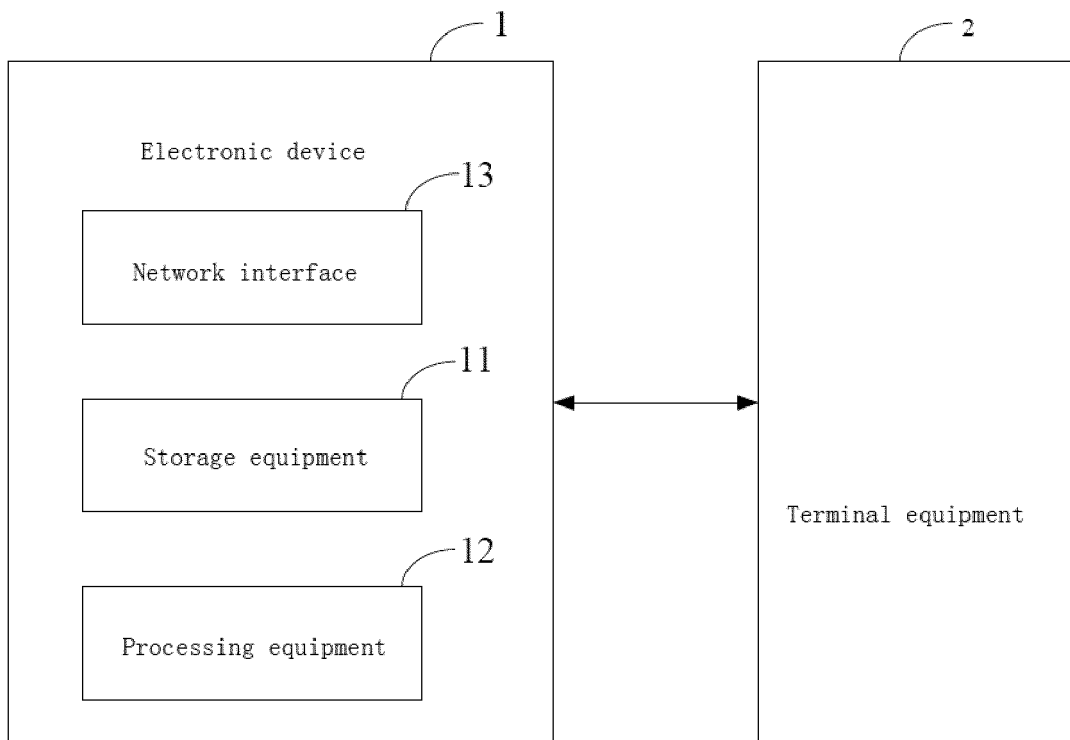 1
2
Electronic device
13
Network interface
11
Storage equipment
Terminal equipment
12
Processing equipment